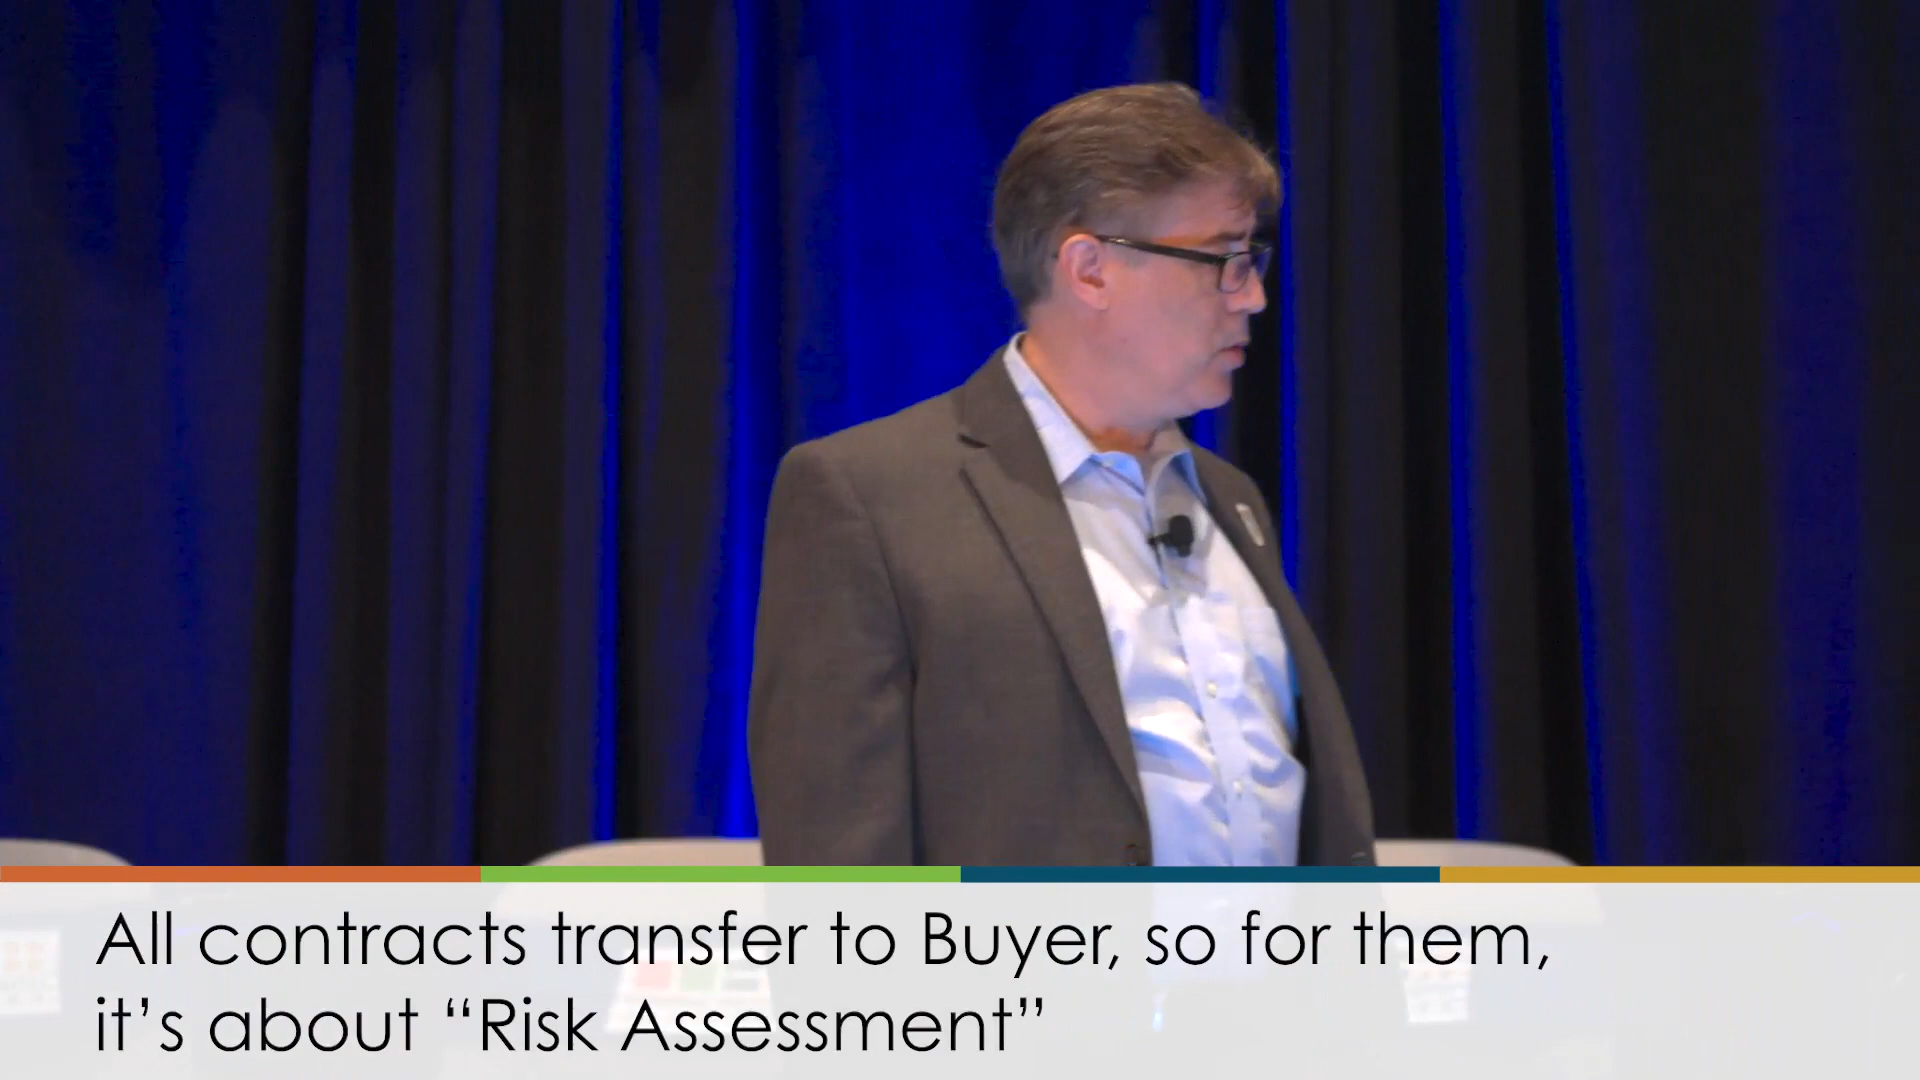 All contracts transfer to Buyer, so for them,
it’s about “Risk Assessment”